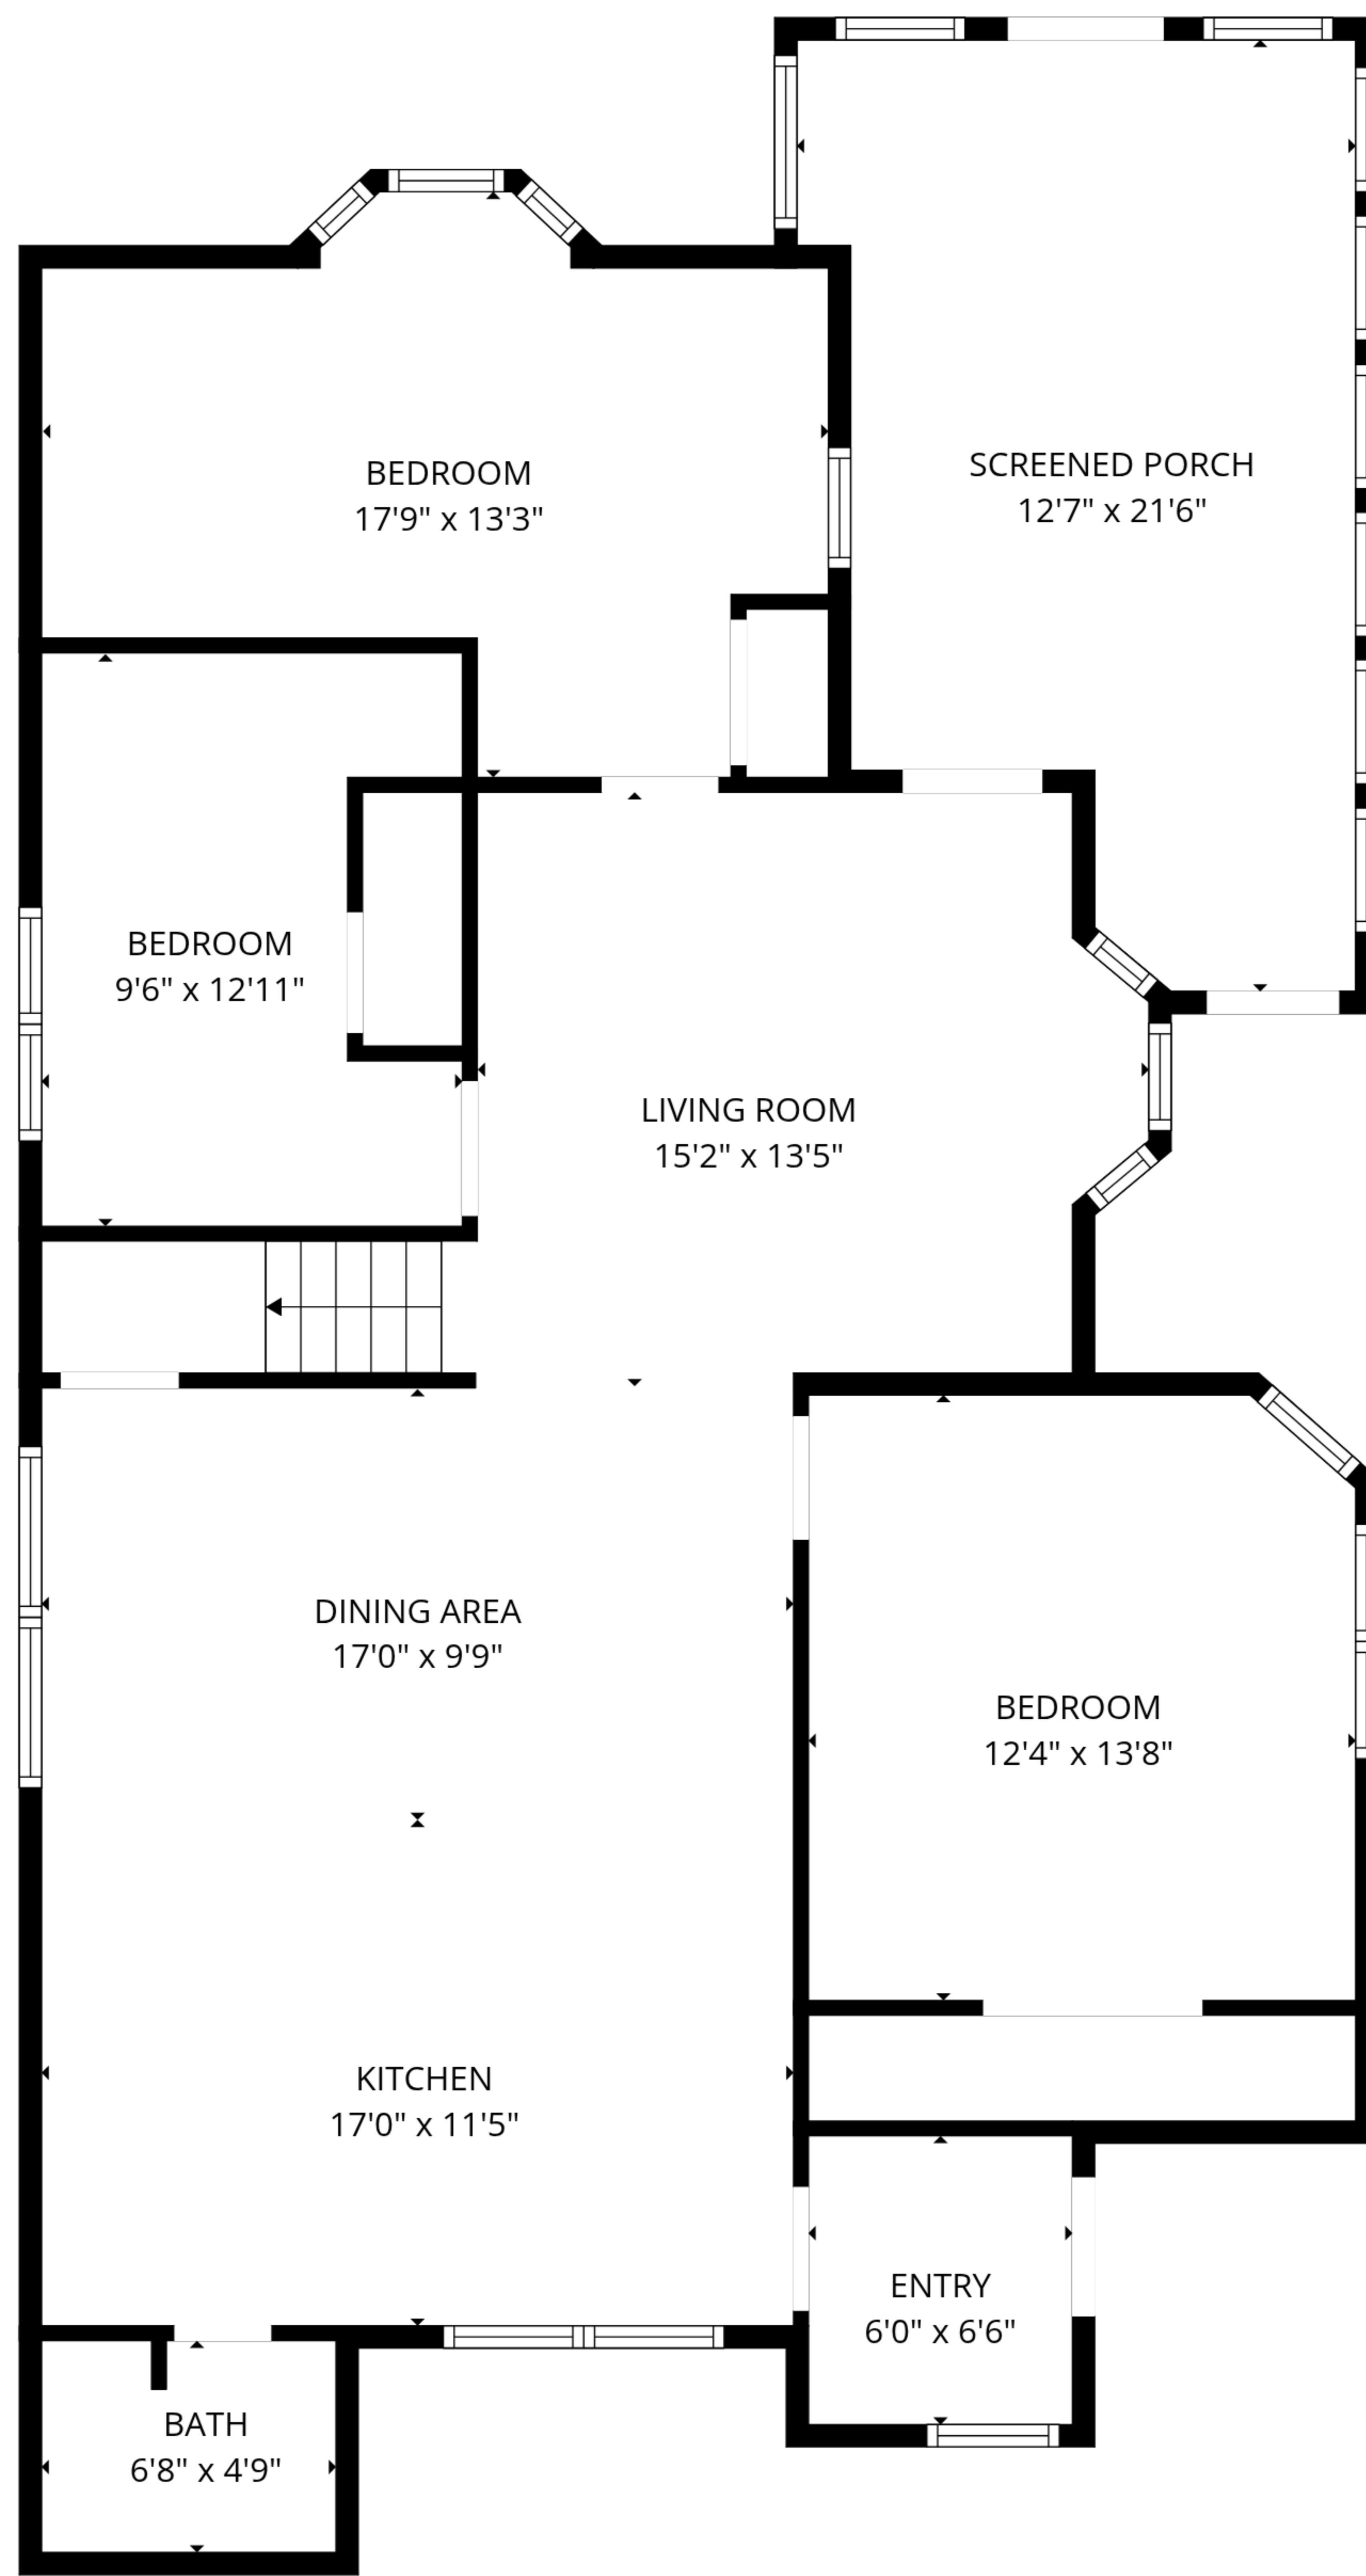 SCREENED PORCH
12'7" x 21'6"
BEDROOM
17'9" x 13'3"
BEDROOM
9'6" x 12'11"
LIVING ROOM
15'2" x 13'5"
DINING AREA
17'0" x 9'9"
BEDROOM
12'4" x 13'8"
KITCHEN
17'0" x 11'5"
ENTRY
6'0" x 6'6"
BATH
6'8" x 4'9"